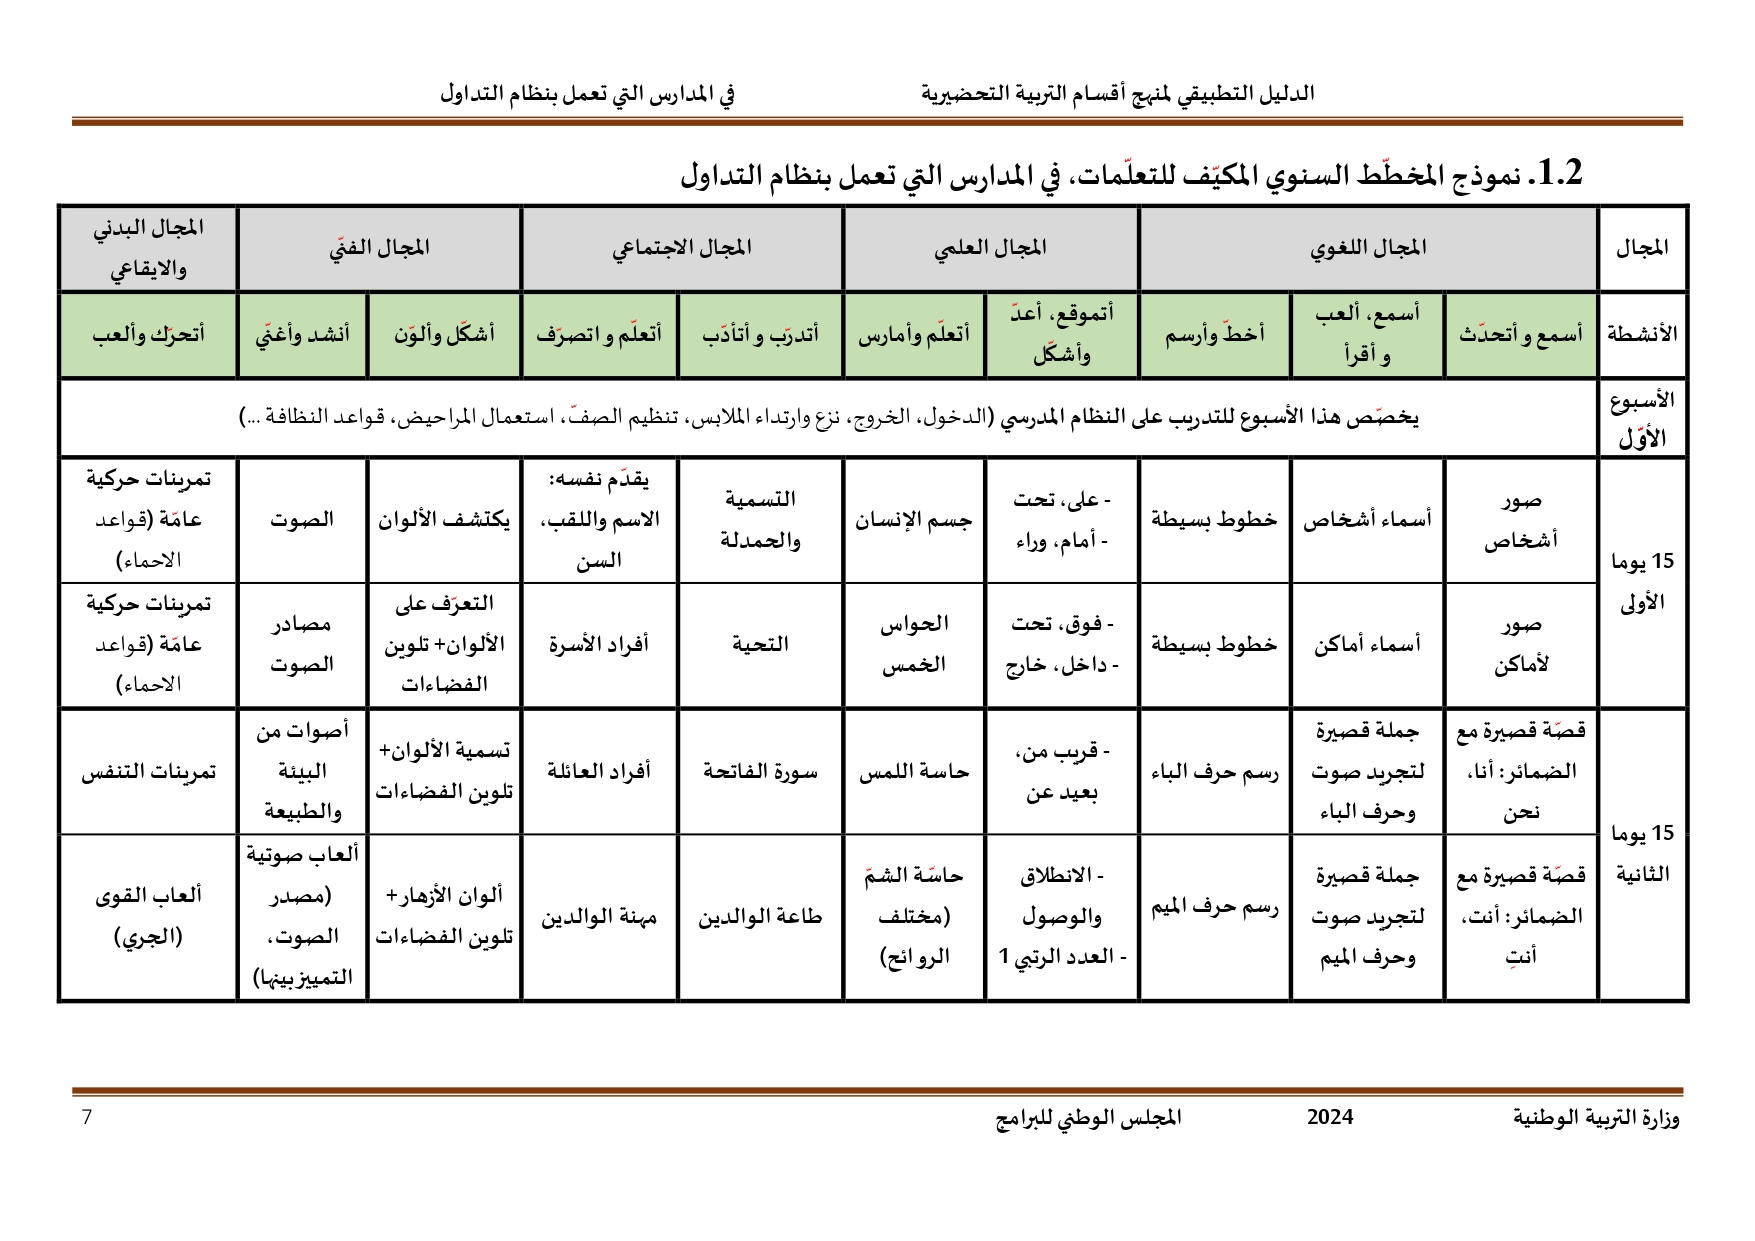 الدليل التطبيقي لمنهج أقسام التربية التحضيرية في المدارس التي تعمل بنظام التداول
1.2. نموذج المخطّط السنوي المكيّف للتعلّمات، في المدارس التي تعمل بنظام التداول
المجال
المجال اللغوي
المجال العلمي
المجال الاجتماعي
المجال الفنّي
المجال البدني
والايقاعي
الأنشطة
أسمع و أتحدّث
أسمع، ألعب
و أقرأ
أخطّ وأرسم
أتموقع، أعدّ
وأشكّل
أتعلّم وأمارس
أتدرّب و أتأدّب
أتعلّم و اتصرّف
أشكّل وألوّن
أنشد وأغنّي
أتحرّك وألعب
الأسبوع
الأوّل
يخصّص هذا الأسبوع للتدريب على النظام المدرسي (الدخول، الخروج، نزع وارتداء الملابس، تنظيم الصفّ، استعمال المراحيض، قواعد النظافة ...)
15 يوما
الأولى
صور
أشخاص
أسماء أشخاص
خطوط بسيطة
- على، تحت
- أمام، وراء
جسم الإنسان
التسمية
والحمدلة
يقدّم نفسه:
الاسم واللقب،
السن
يكتشف الألوان
الصوت
تمرينات حركية
عامّة (قواعد
الاحماء)
صور
لأماكن
أسماء أماكن
خطوط بسيطة
- فوق، تحت
- داخل، خارج
الحواس
الخمس
التحية
أفراد الأسرة
التعرّف على
الألوان+ تلوين
الفضاءات
مصادر
الصوت
تمرينات حركية
عامّة (قواعد
الاحماء)
15 يوما
الثانية
قصّة قصيرة مع
الضمائر: أنا،
نحن
جملة قصيرة
لتجريد صوت
وحرف الباء
رسم حرف الباء
- قريب من،
بعيد عن
حاسة اللمس
سورة الفاتحة
أفراد العائلة
تسمية الألوان+
تلوين الفضاءات
أصوات من
البيئة
والطبيعة
تمرينات التنفس
قصّة قصيرة مع
الضمائر: أنت،
أنتِ
جملة قصيرة
لتجريد صوت
وحرف الميم
رسم حرف الميم
- الانطلاق
والوصول
- العدد الرتبي 1
حاسّة الشمّ
(مختلف
الروائح)
طاعة الوالدين
مهنة الوالدين
ألوان الأزهار+
تلوين الفضاءات
ألعاب صوتية
(مصدر
الصوت،
التمييز بينها)
ألعاب القوى
(الجري)
وزارة التربية الوطنية 2024 المجلس الوطني للبرامج 7